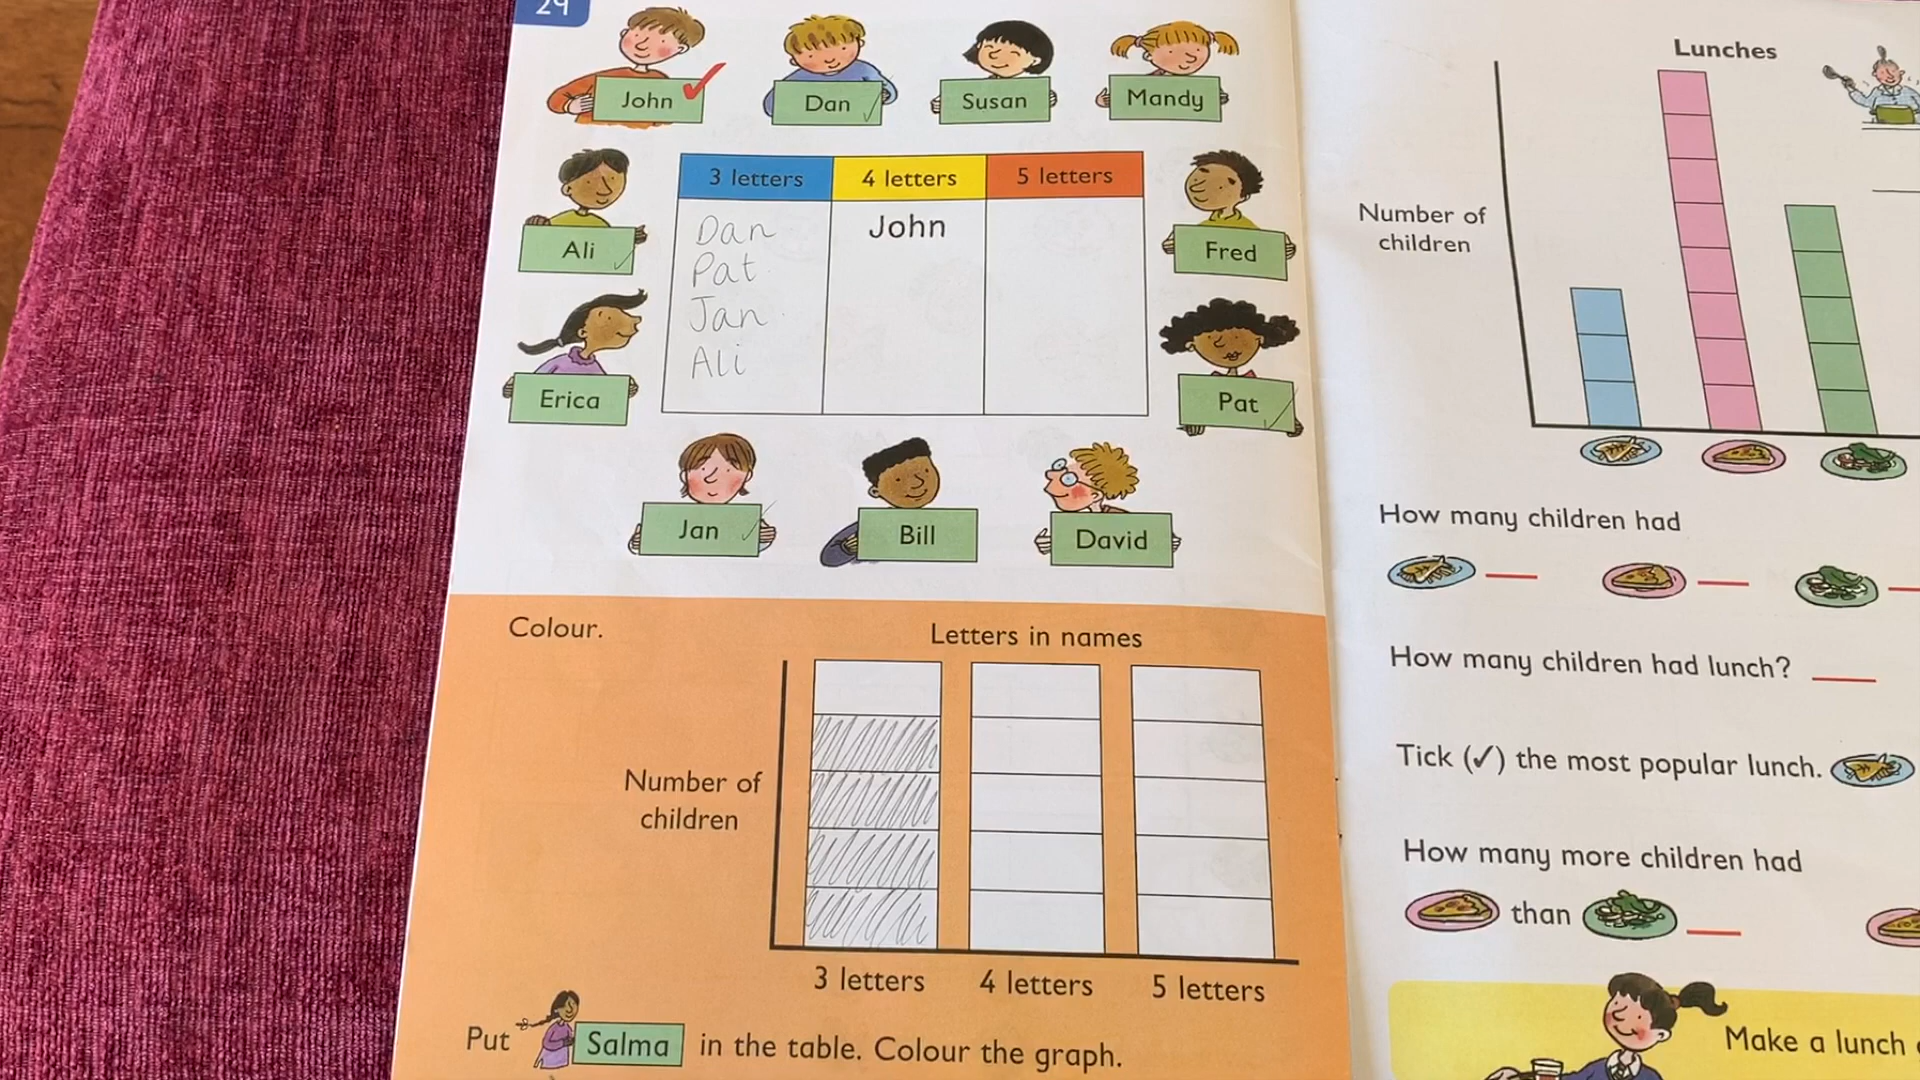 29
John
Dan
Susan
Mandy
3 letters
4 letters
5 letters
Ali
Dan
Pat
Jan
Ali
John
Fred
Erica
Pat
Jan
Bill
David
Colour.
Letters in names
Number of
children
3 letters
4 letters
5 letters
Put Salma in the table. Colour the graph.
Lunches
Number of
children
How many children had
How many children had lunch?
Tick (✓) the most popular lunch.
How many more children had
than
Make a lunch